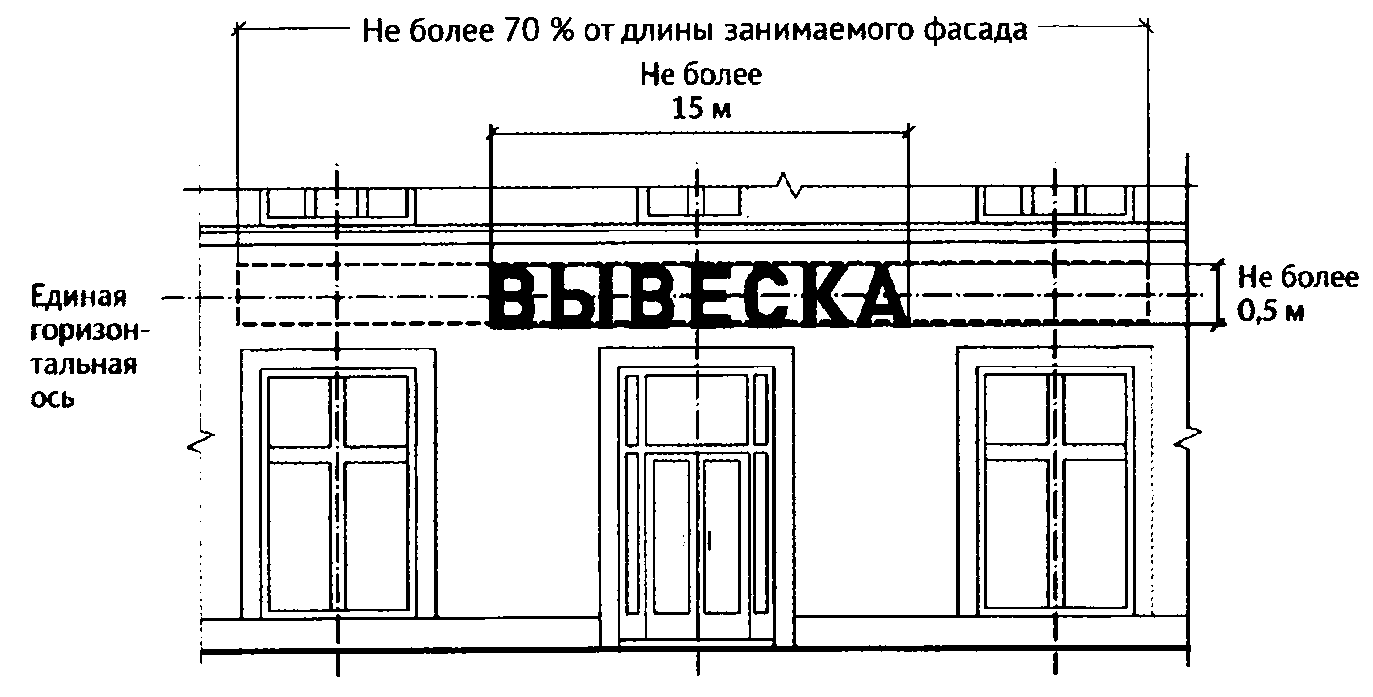 Не более 70 % от длины занимаемого фасада
Не более
15 м
ВЫВЕСКА
Единая
горизон-
тальная
ось
Не более
0,5 м